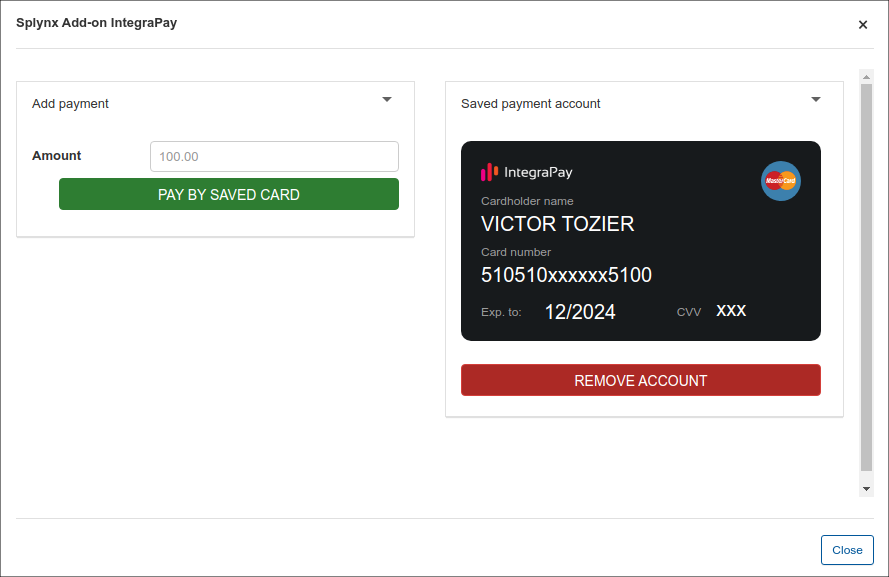 Splynx Add-on IntegraPay
×
Add payment
Amount
100.00
PAY BY SAVED CARD
Saved payment account
IntegraPay
MasterCard
Cardholder name
VICTOR TOZIER
Card number
510510xxxxxx5100
Exp. to: 12/2024 CVV XXX
REMOVE ACCOUNT
Close